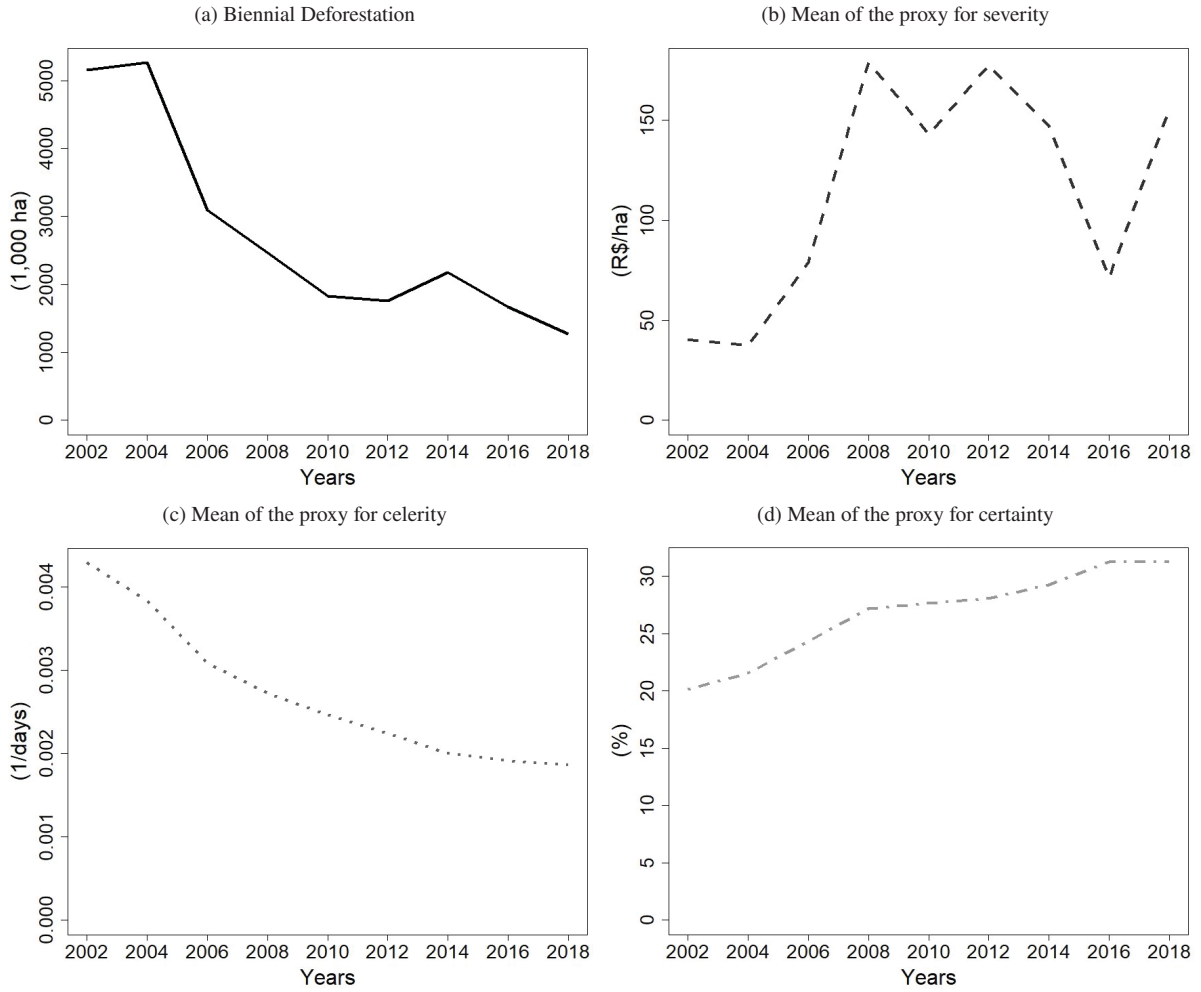 (a) Biennial Deforestation
(1,000 ha)
5000
4000
3000
2000
1000
0
2002 2004 2006 2008 2010 2012 2014 2016 2018
Years
(b) Mean of the proxy for severity
(R$/ha)
150
100
50
0
2002 2004 2006 2008 2010 2012 2014 2016 2018
Years
(c) Mean of the proxy for celerity
(1/days)
0.004
0.003
0.002
0.001
0.000
2002 2004 2006 2008 2010 2012 2014 2016 2018
Years
(d) Mean of the proxy for certainty
(%)
30
25
20
15
10
5
0
2002 2004 2006 2008 2010 2012 2014 2016 2018
Years